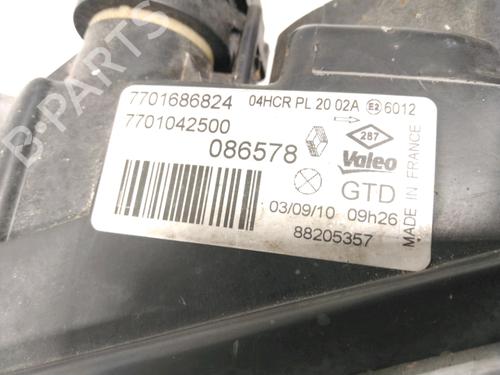 7701686824 04HCR PL 20 02A E2 6012
7701042500
086578 287
Valeo
GTD
03/09/10 09h26
88205357
MADE IN FRANCE
B-PARTS